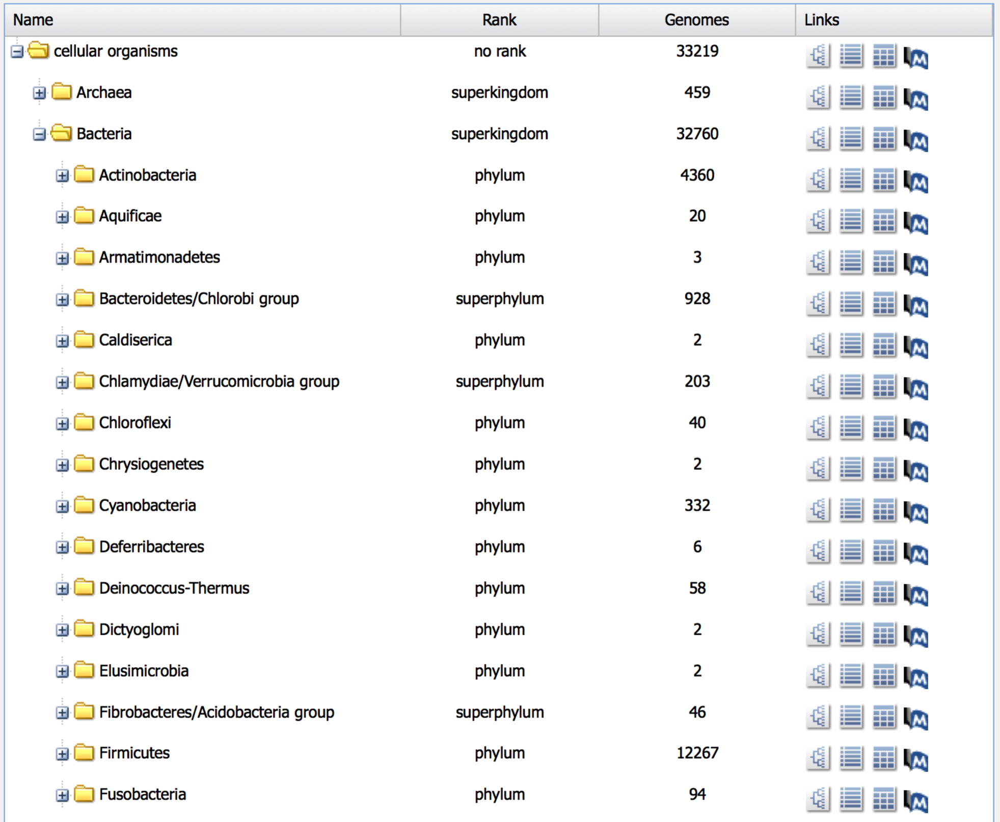 Name Rank Genomes Links
cellular organisms no rank 33219
Archaea superkingdom 459
Bacteria superkingdom 32760
Actinobacteria phylum 4360
Aquificae phylum 20
Armatimonadetes phylum 3
Bacteroidetes/Chlorobi group superphylum 928
Caldiserica phylum 2
Chlamydiae/Verrucomicrobia group superphylum 203
Chloroflexi phylum 40
Chrysiogenetes phylum 2
Cyanobacteria phylum 332
Deferribacteres phylum 6
Deinococcus-Thermus phylum 58
Dictyoglomi phylum 2
Elusimicrobia phylum 2
Fibrobacteres/Acidobacteria group superphylum 46
Firmicutes phylum 12267
Fusobacteria phylum 94